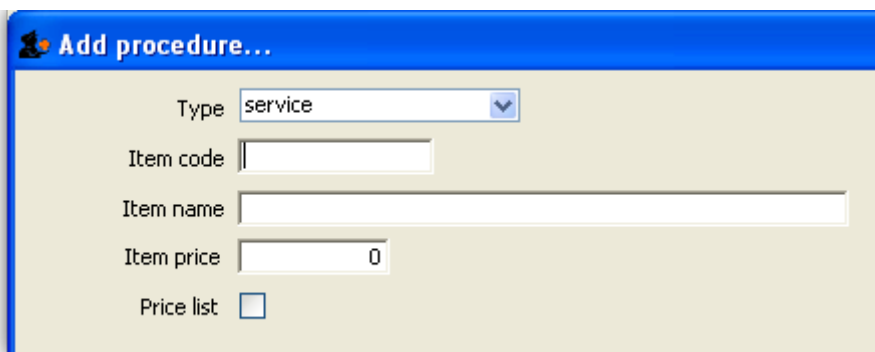 Add procedure...
Type service
Item code
Item name
Item price 0
Price list